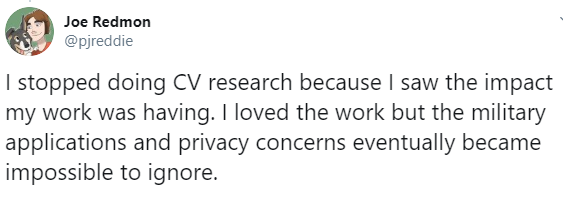 Joe Redmon
@pjreddie
I stopped doing CV research because I saw the impact
my work was having. I loved the work but the military
applications and privacy concerns eventually became
impossible to ignore.